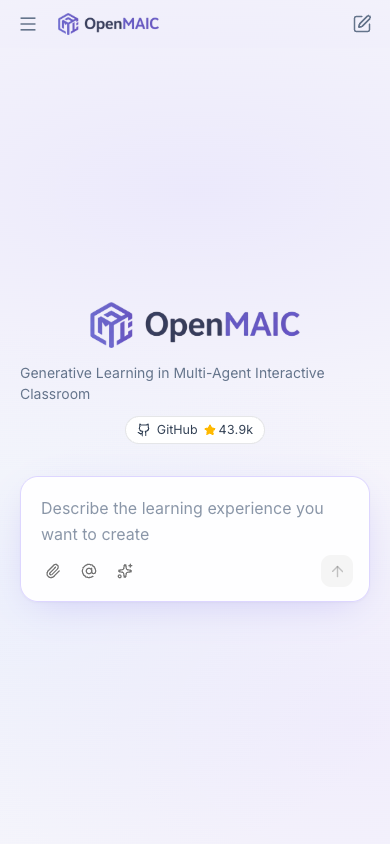 OpenMAIC
OpenMAIC
Generative Learning in Multi-Agent Interactive
Classroom
GitHub 43.9k
Describe the learning experience you
want to create